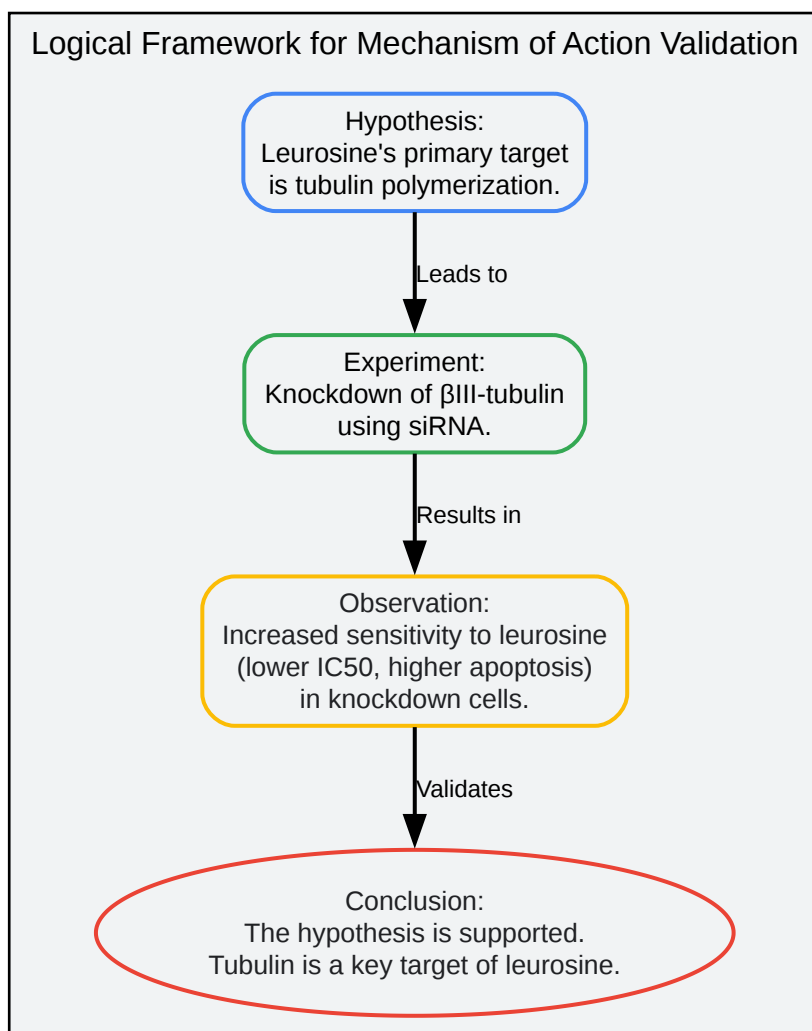 Logical Framework for Mechanism of Action Validation
Hypothesis:
Leurosine's primary target
is tubulin polymerization.
Leads to
Experiment:
Knockdown of βIII-tubulin
using siRNA.
Results in
Observation:
Increased sensitivity to leurosine
(lower IC50, higher apoptosis)
in knockdown cells.
Validates
Conclusion:
The hypothesis is supported.
Tubulin is a key target of leurosine.